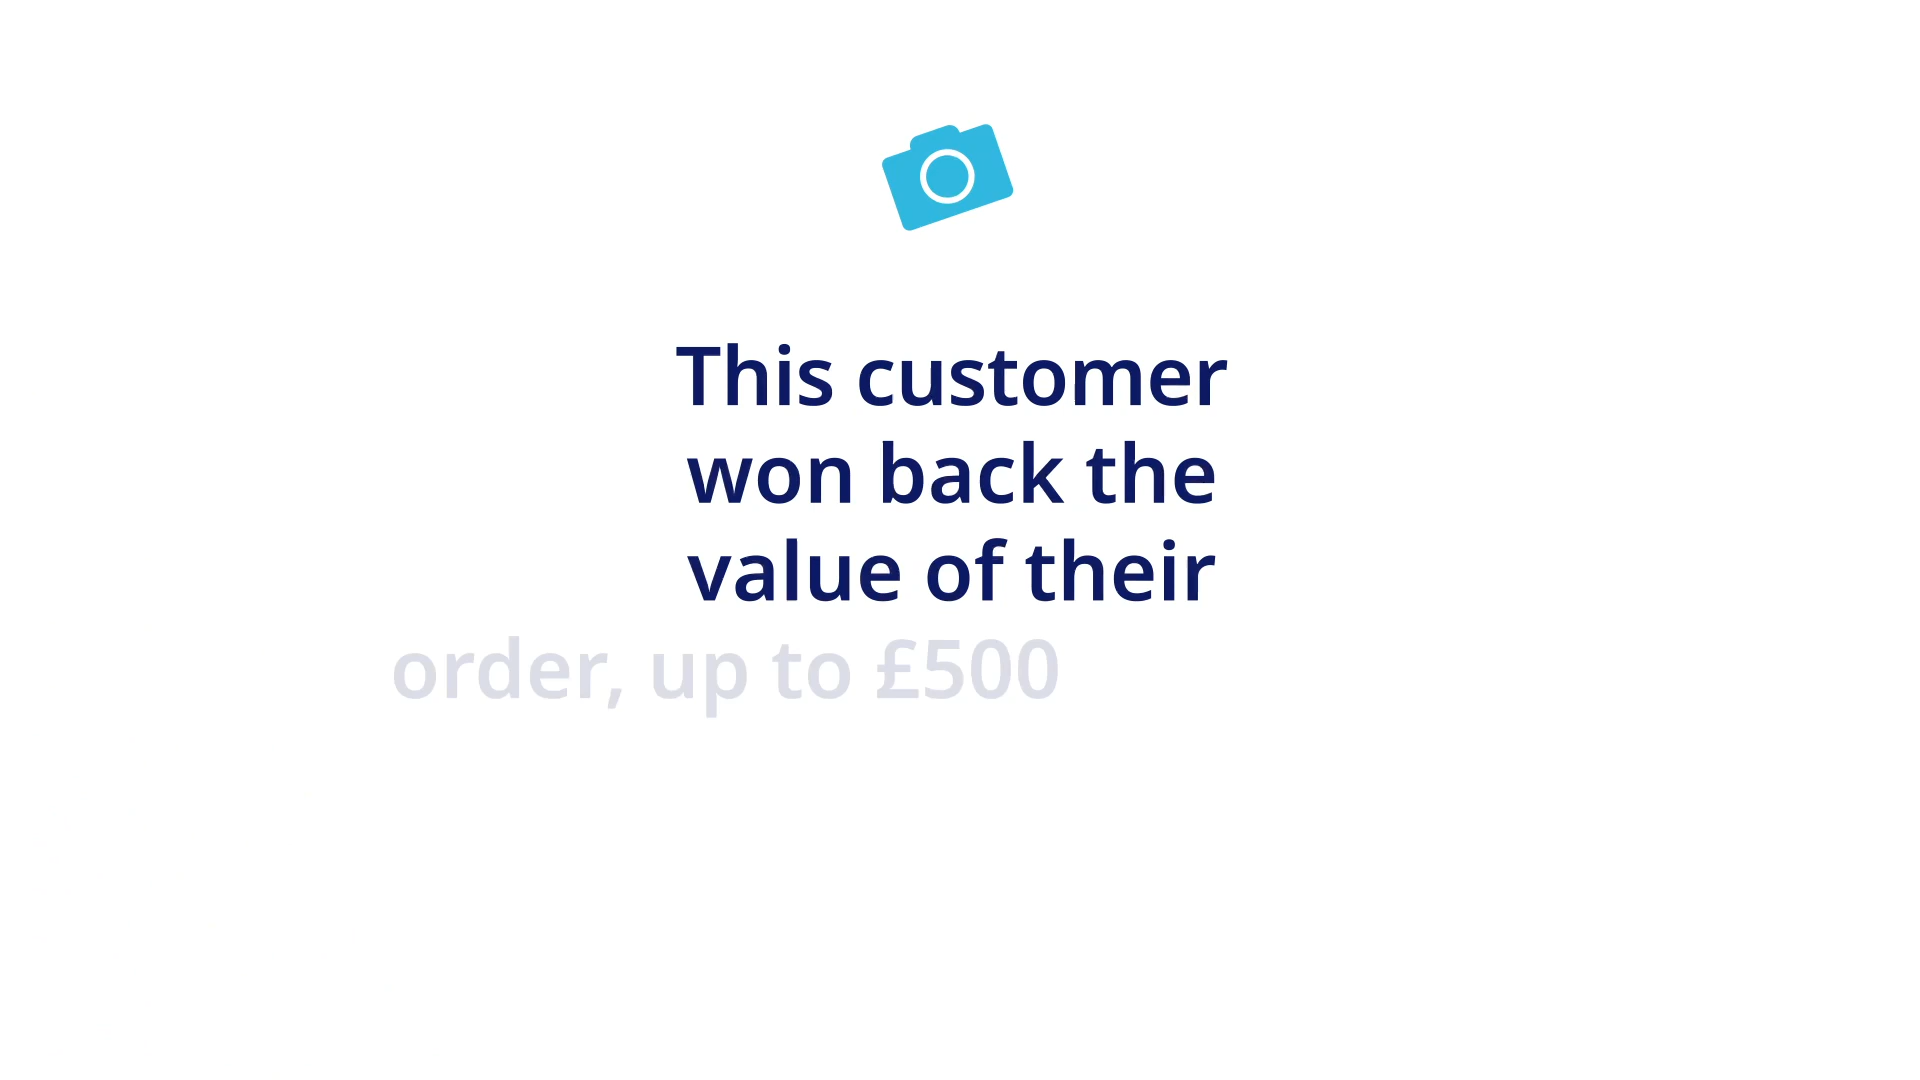 This customer
won back the
value of their
order, up to £500